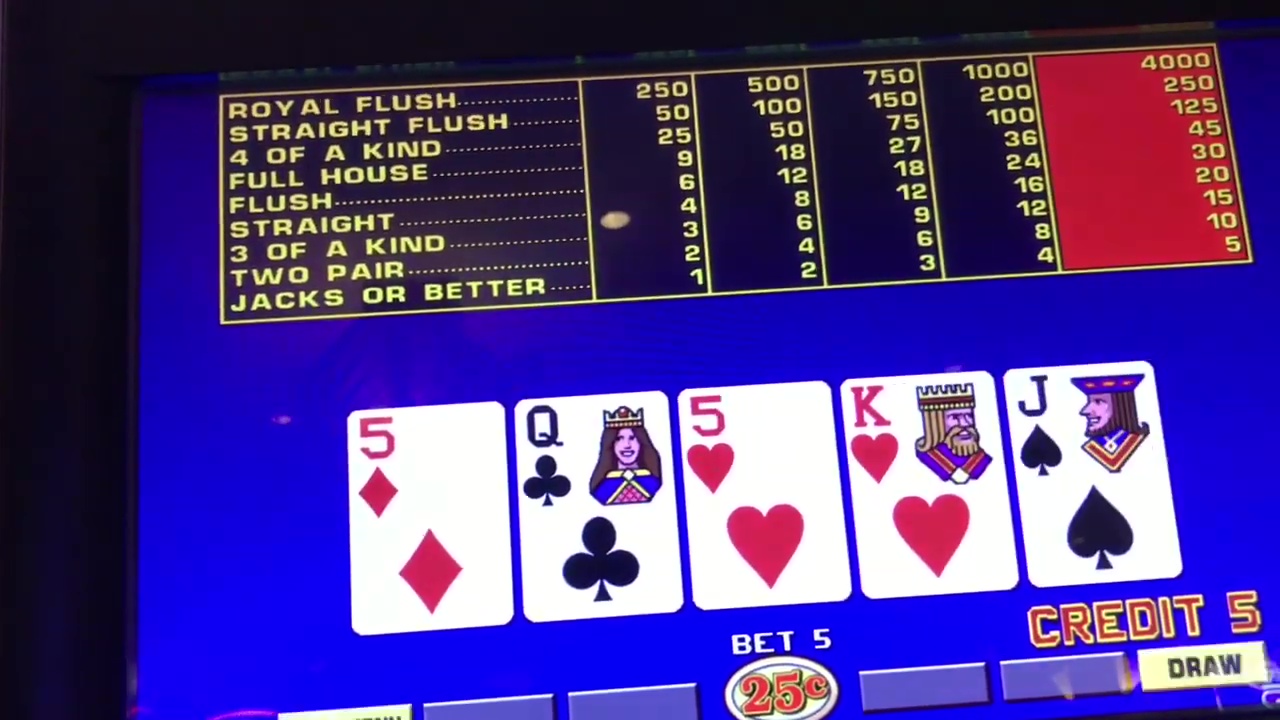 ROYAL FLUSH 250 500 750 1000 4000
STRAIGHT FLUSH 50 100 150 200 250
4 OF A KIND 25 50 75 100 125
FULL HOUSE 9 18 27 36 45
FLUSH 6 12 18 24 30
STRAIGHT 4 8 12 16 20
3 OF A KIND 3 6 9 12 15
TWO PAIR 2 4 6 8 10
JACKS OR BETTER 1 2 3 4 5
5 Q 5 K J
BET 5
CREDIT 5
25¢
DRAW